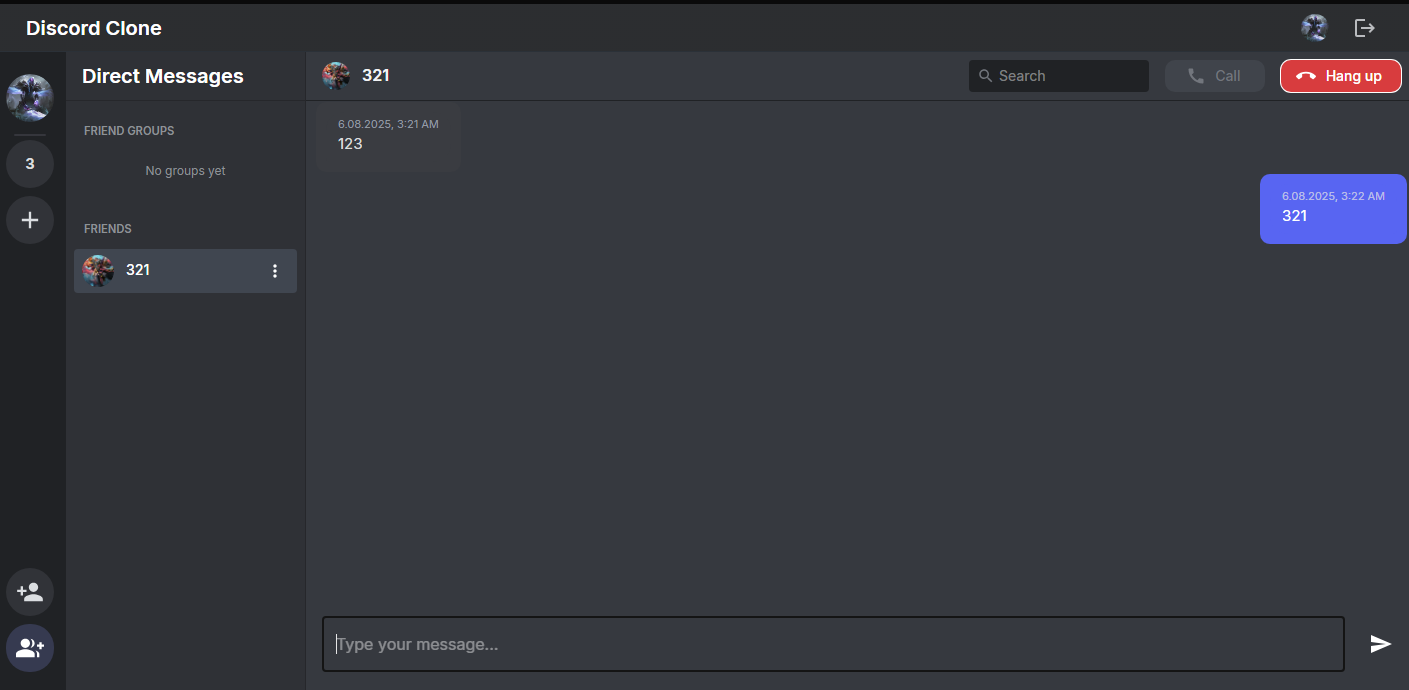 Discord Clone
Direct Messages
321
Search
Call
Hang up
3
FRIEND GROUPS
No groups yet
FRIENDS
321
6.08.2025, 3:21 AM
123
6.08.2025, 3:22 AM
321
Type your message...